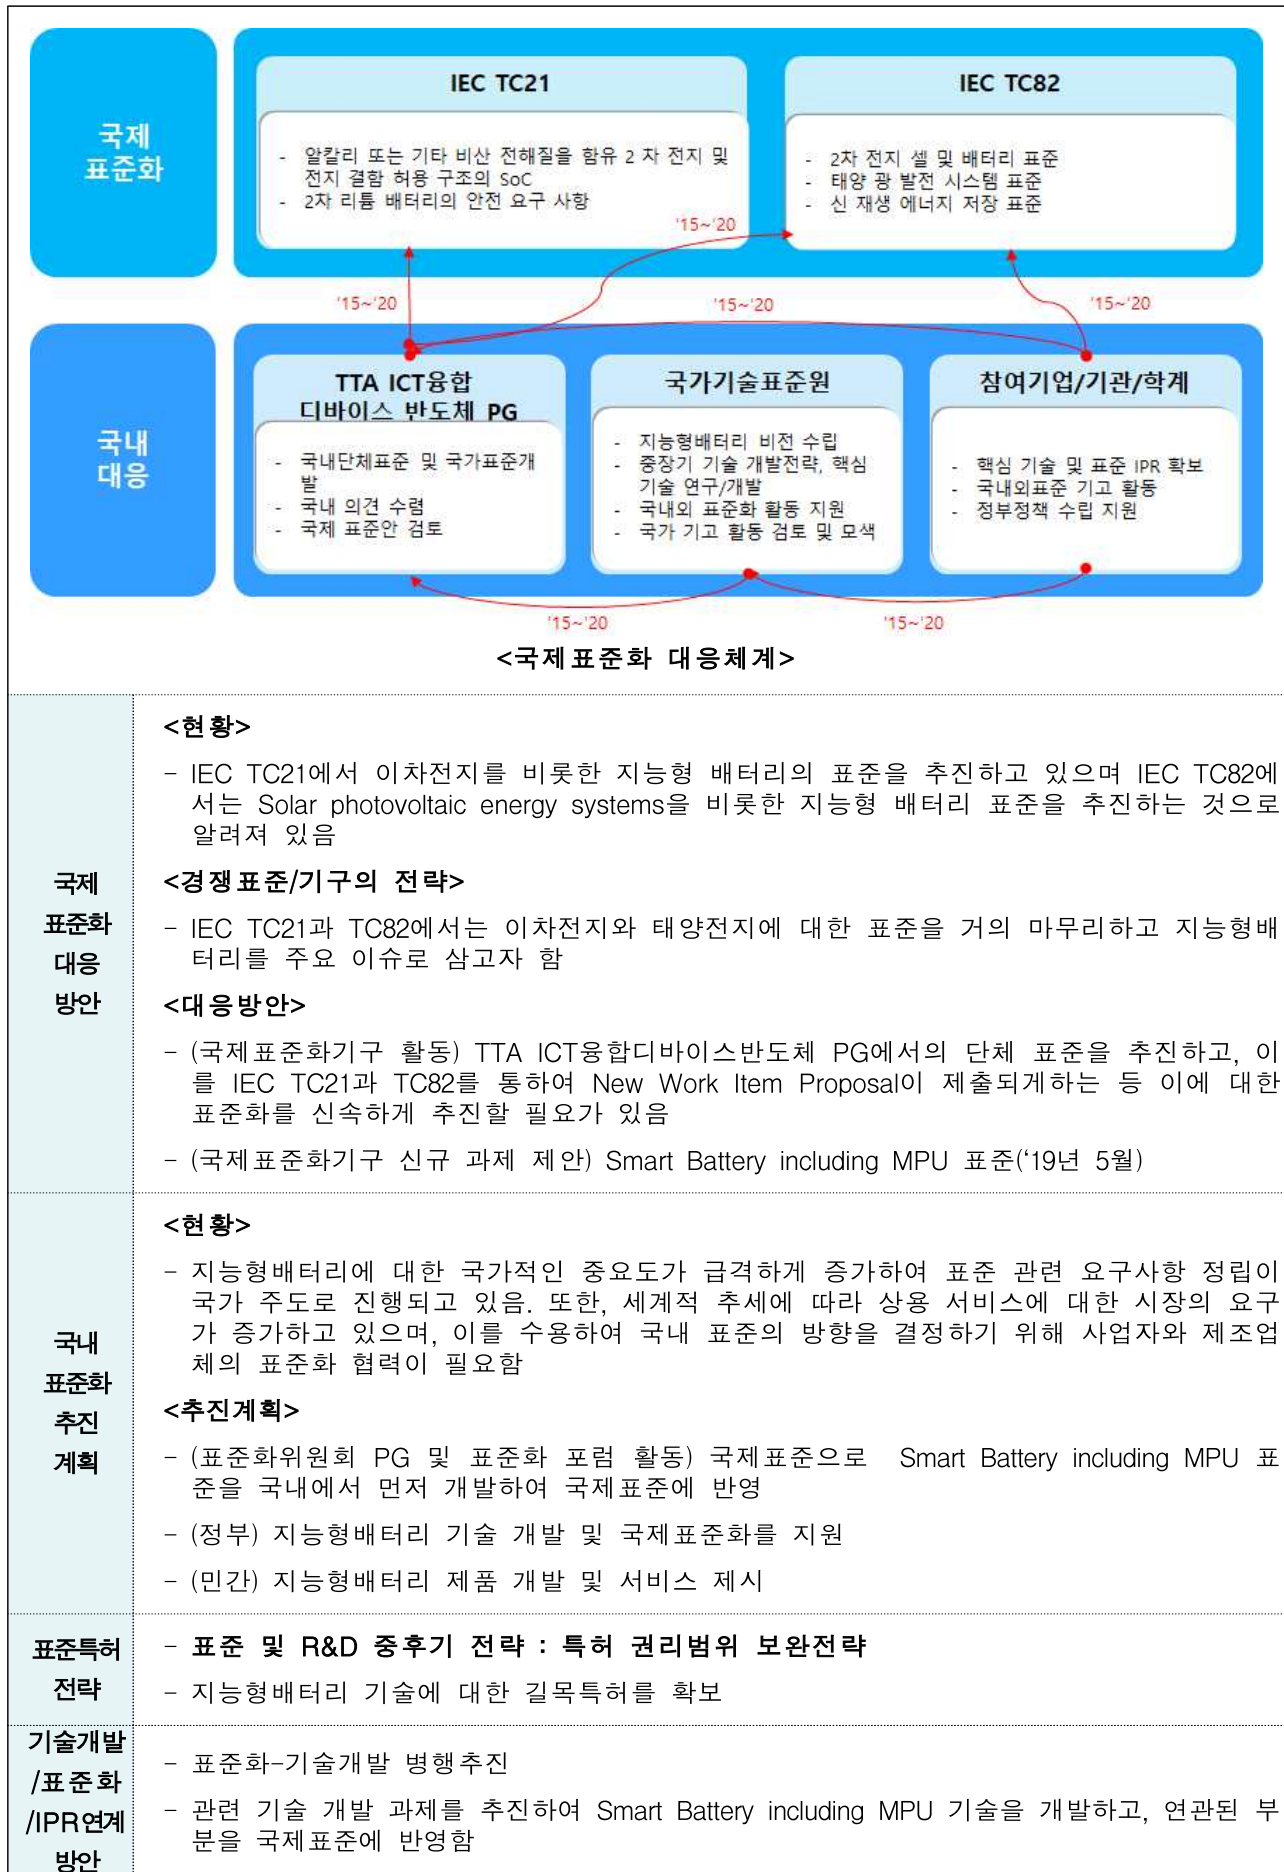 국제
표준화
IEC TC21
- 알칼리 또는 기타 비산 전해질을 함유 2 차 전지 및
전지 결함 허용 구조의 SoC
- 2차 리튬 배터리의 안전 요구 사항
IEC TC82
- 2차 전지 셀 및 배터리 표준
- 태양 광 발전 시스템 표준
- 신 재생 에너지 저장 표준
'15~'20
'15~'20
'15~'20
'15~'20
국내
대응
TTA ICT융합
디바이스 반도체 PG
- 국내단체표준 및 국가표준개
발
- 국내 의견 수렴
- 국제 표준안 검토
국가기술표준원
- 지능형배터리 비전 수립
- 중장기 기술 개발전략, 핵심
기술 연구/개발
- 국내외 표준화 활동 지원
- 국가 기고 활동 검토 및 모색
참여기업/기관/학계
- 핵심 기술 및 표준 IPR 확보
- 국내외표준 기고 활동
- 정부정책 수립 지원
'15~'20
'15~'20
<국제표준화 대응체계>
국제
표준화
대응
방안
<현황>
- IEC TC21에서 이차전지를 비롯한 지능형 배터리의 표준을 추진하고 있으며 IEC TC82에
서는 Solar photovoltaic energy systems을 비롯한 지능형 배터리 표준을 추진하는 것으로
알려져 있음
<경쟁표준/기구의 전략>
- IEC TC21과 TC82에서는 이차전지와 태양전지에 대한 표준을 거의 마무리하고 지능형배
터리를 주요 이슈로 삼고자 함
<대응방안>
- (국제표준화기구 활동) TTA ICT융합디바이스반도체 PG에서의 단체 표준을 추진하고, 이
를 IEC TC21과 TC82를 통하여 New Work Item Proposal이 제출되게하는 등 이에 대한
표준화를 신속하게 추진할 필요가 있음
- (국제표준화기구 신규 과제 제안) Smart Battery including MPU 표준(‘19년 5월)
국내
표준화
추진
계획
<현황>
- 지능형배터리에 대한 국가적인 중요도가 급격하게 증가하여 표준 관련 요구사항 정립이
국가 주도로 진행되고 있음. 또한, 세계적 추세에 따라 상용 서비스에 대한 시장의 요구
가 증가하고 있으며, 이를 수용하여 국내 표준의 방향을 결정하기 위해 사업자와 제조업
체의 표준화 협력이 필요함
<추진계획>
- (표준화위원회 PG 및 표준화 포럼 활동) 국제표준으로 Smart Battery including MPU 표
준을 국내에서 먼저 개발하여 국제표준에 반영
- (정부) 지능형배터리 기술 개발 및 국제표준화를 지원
- (민간) 지능형배터리 제품 개발 및 서비스 제시
표준특허
전략
- 표준 및 R&D 중후기 전략 : 특허 권리범위 보완전략
- 지능형배터리 기술에 대한 길목특허를 확보
기술개발
/표준화
/IPR연계
방안
- 표준화-기술개발 병행추진
- 관련 기술 개발 과제를 추진하여 Smart Battery including MPU 기술을 개발하고, 연관된 부
분을 국제표준에 반영함